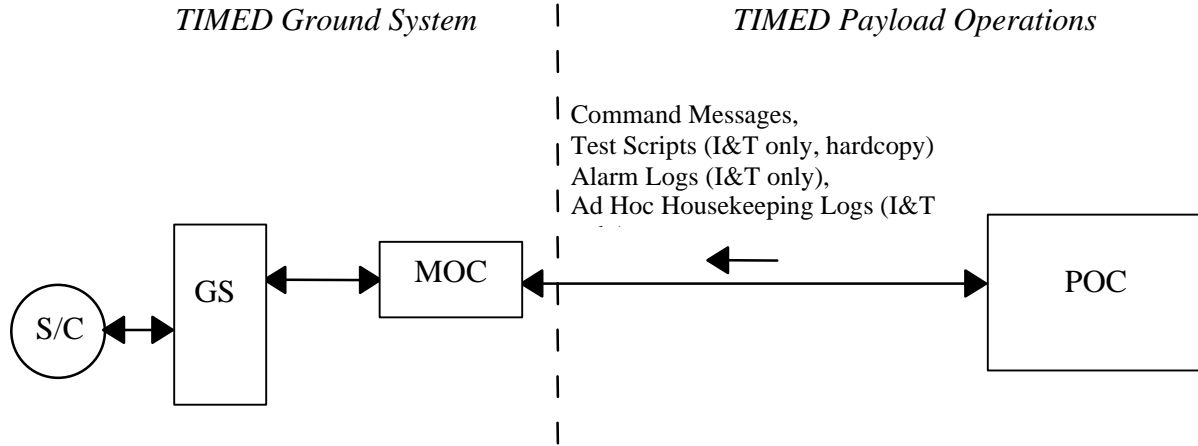 TIMED Ground System
TIMED Payload Operations
Command Messages,
Test Scripts (I&T only, hardcopy)
Alarm Logs (I&T only),
Ad Hoc Housekeeping Logs (I&T
GS
MOC
POC
S/C